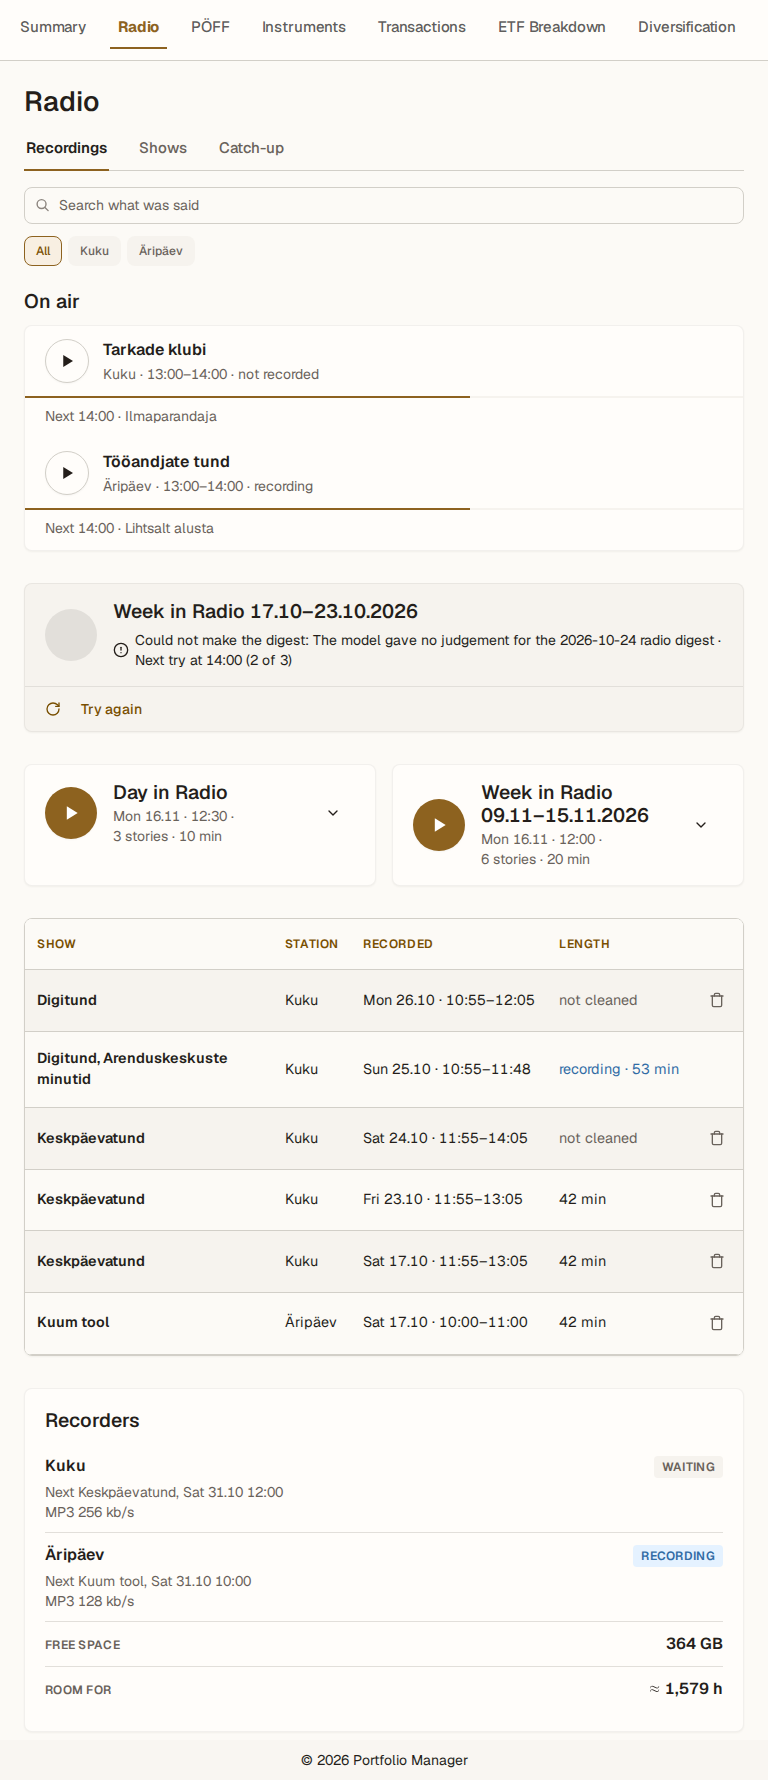 Summary Radio PÖFF Instruments Transactions ETF Breakdown Diversification
Radio
Recordings Shows Catch-up
Search what was said
All Kuku Äripäev
On air
Tarkade klubi
Kuku · 13:00–14:00 · not recorded
Next 14:00 · Ilmaparandaja
Tööandjate tund
Äripäev · 13:00–14:00 · recording
Next 14:00 · Lihtsalt alusta
Week in Radio 17.10–23.10.2026
Could not make the digest: The model gave no judgement for the 2026-10-24 radio digest ·
Next try at 14:00 (2 of 3)
Try again
Day in Radio
Mon 16.11 · 12:30 ·
3 stories · 10 min
Week in Radio
09.11–15.11.2026
Mon 16.11 · 12:00 ·
6 stories · 20 min
SHOW STATION RECORDED LENGTH
Digitund Kuku Mon 26.10 · 10:55–12:05 not cleaned
Digitund, Arenduskeskuste
minutid Kuku Sun 25.10 · 10:55–11:48 recording · 53 min
Keskpäevatund Kuku Sat 24.10 · 11:55–14:05 not cleaned
Keskpäevatund Kuku Fri 23.10 · 11:55–13:05 42 min
Keskpäevatund Kuku Sat 17.10 · 11:55–13:05 42 min
Kuum tool Äripäev Sat 17.10 · 10:00–11:00 42 min
Recorders
Kuku WAITING
Next Keskpäevatund, Sat 31.10 12:00
MP3 256 kb/s
Äripäev RECORDING
Next Kuum tool, Sat 31.10 10:00
MP3 128 kb/s
FREE SPACE 364 GB
ROOM FOR ≈ 1,579 h
© 2026 Portfolio Manager